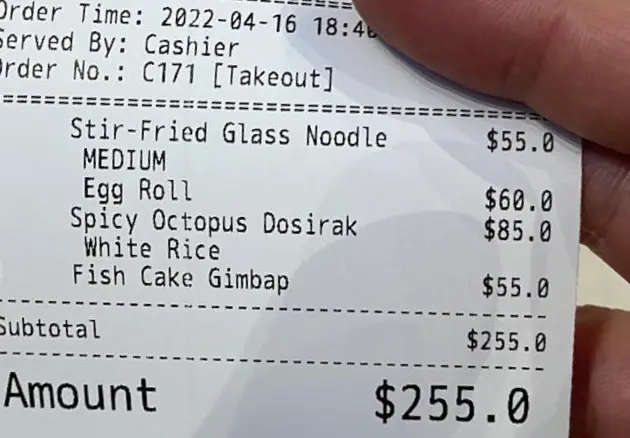 Order Time: 2022-04-16 18:4
Served By: Cashier
Order No.: C171 [Takeout]
Stir-Fried Glass Noodle $55.0
MEDIUM
Egg Roll $60.0
Spicy Octopus Dosirak $85.0
White Rice
Fish Cake Gimbap $55.0
Subtotal $255.0
Amount $255.0